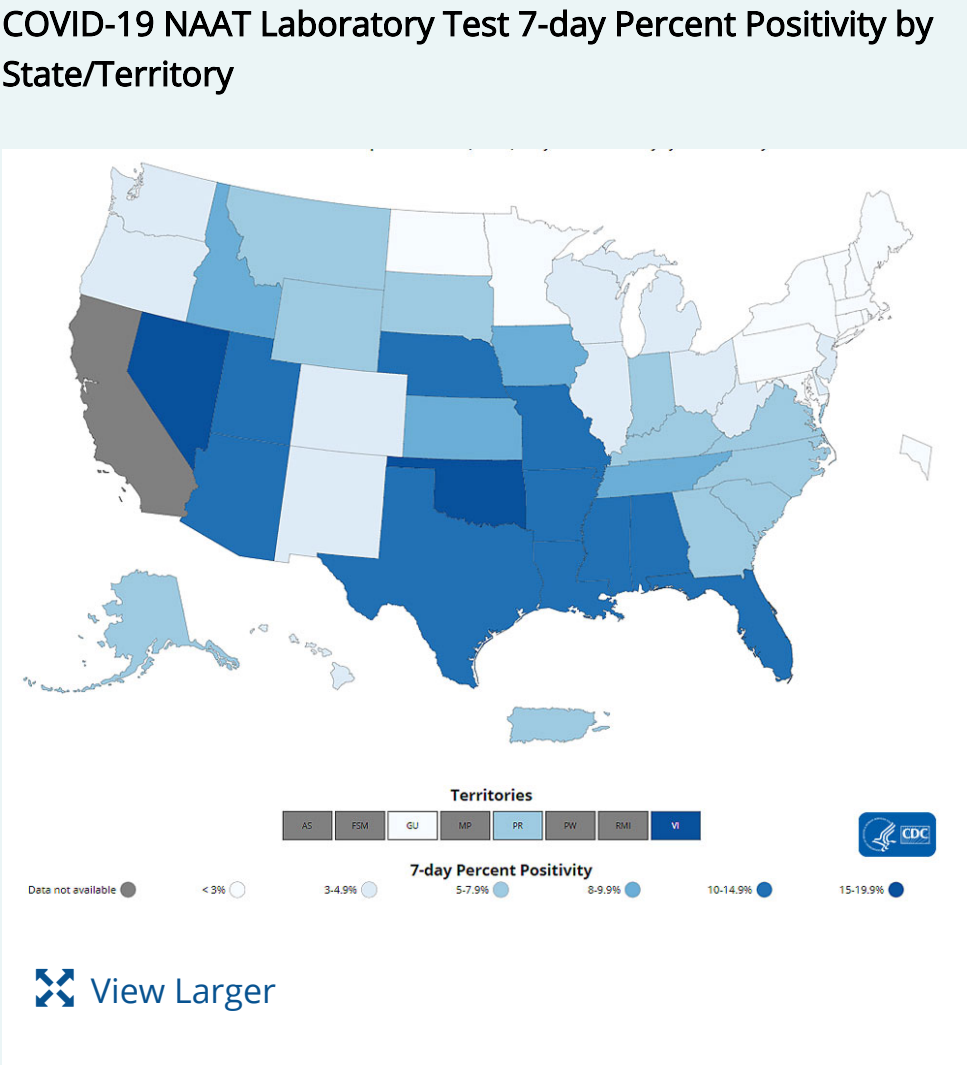 COVID-19 NAAT Laboratory Test 7-day Percent Positivity by
State/Territory
Territories
AS FSM GU MP PR PW RMI VI
CDC
7-day Percent Positivity
Data not available < 3% 3-4.9% 5-7.9% 8-9.9% 10-14.9% 15-19.9%
View Larger